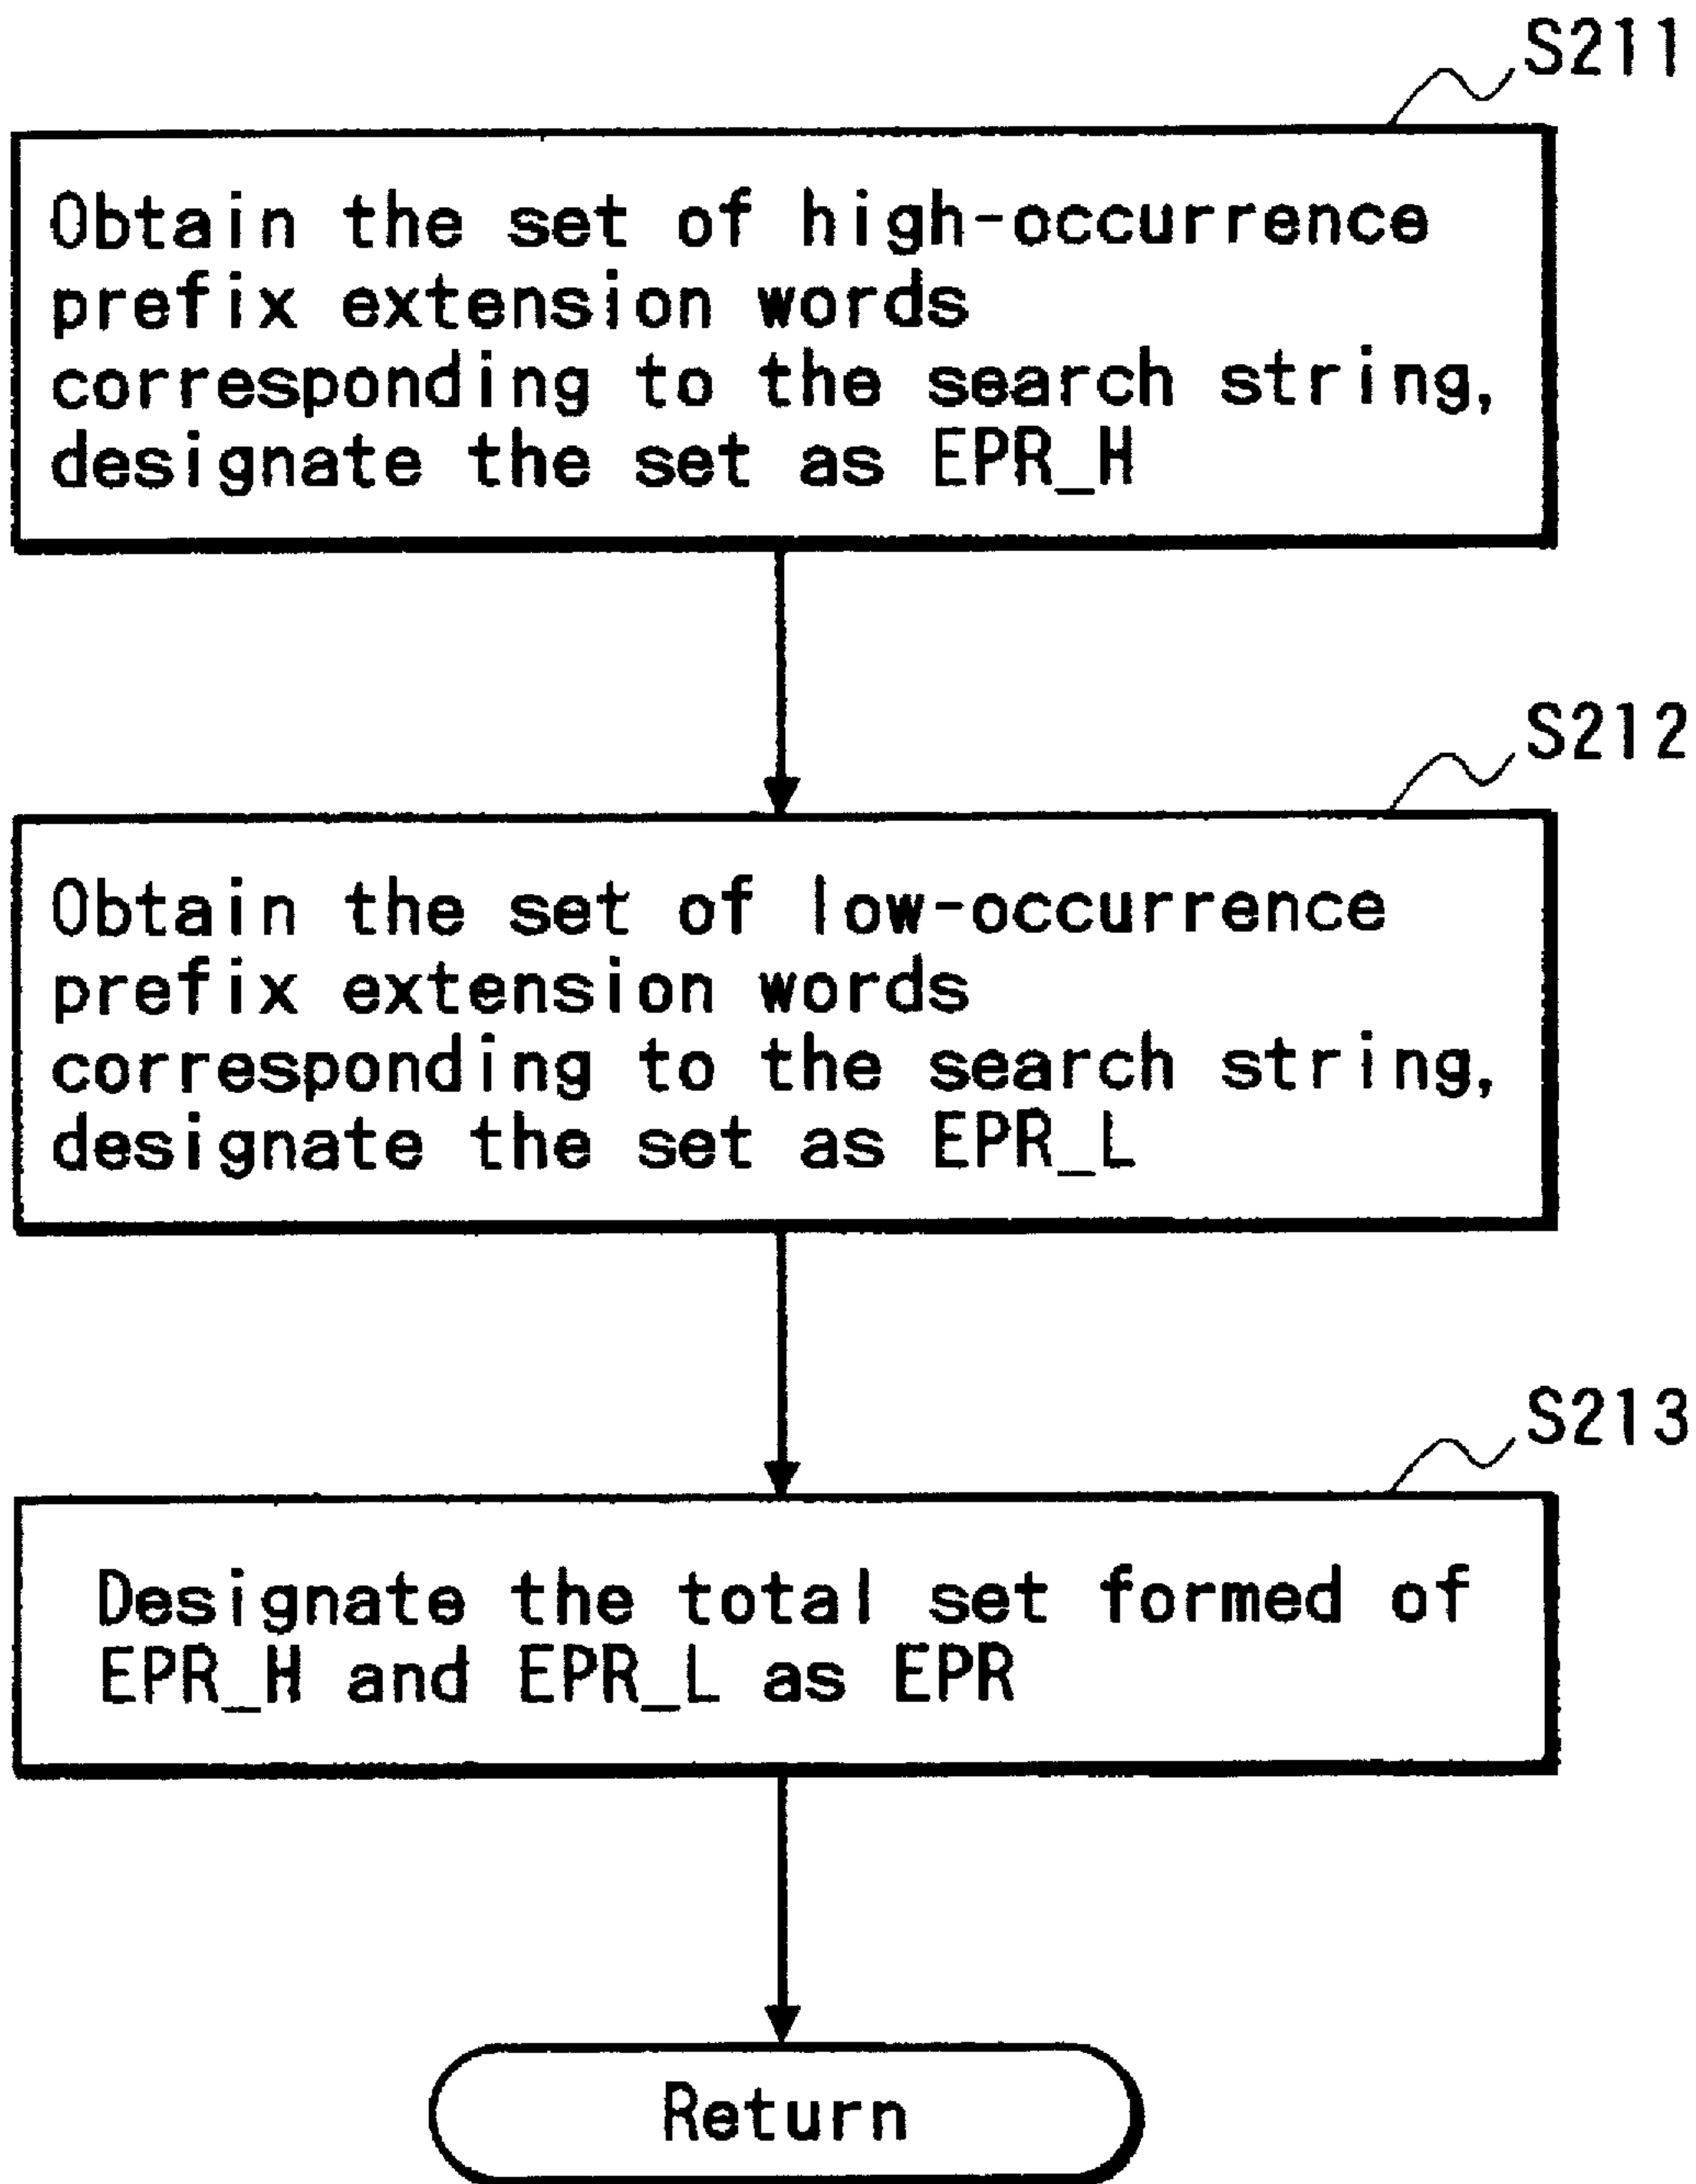 S211
Obtain the set of high-occurrence
prefix extension words
corresponding to the search string,
designate the set as EPR_H
S212
Obtain the set of low-occurrence
prefix extension words
corresponding to the search string,
designate the set as EPR_L
S213
Designate the total set formed of
EPR_H and EPR_L as EPR
Return